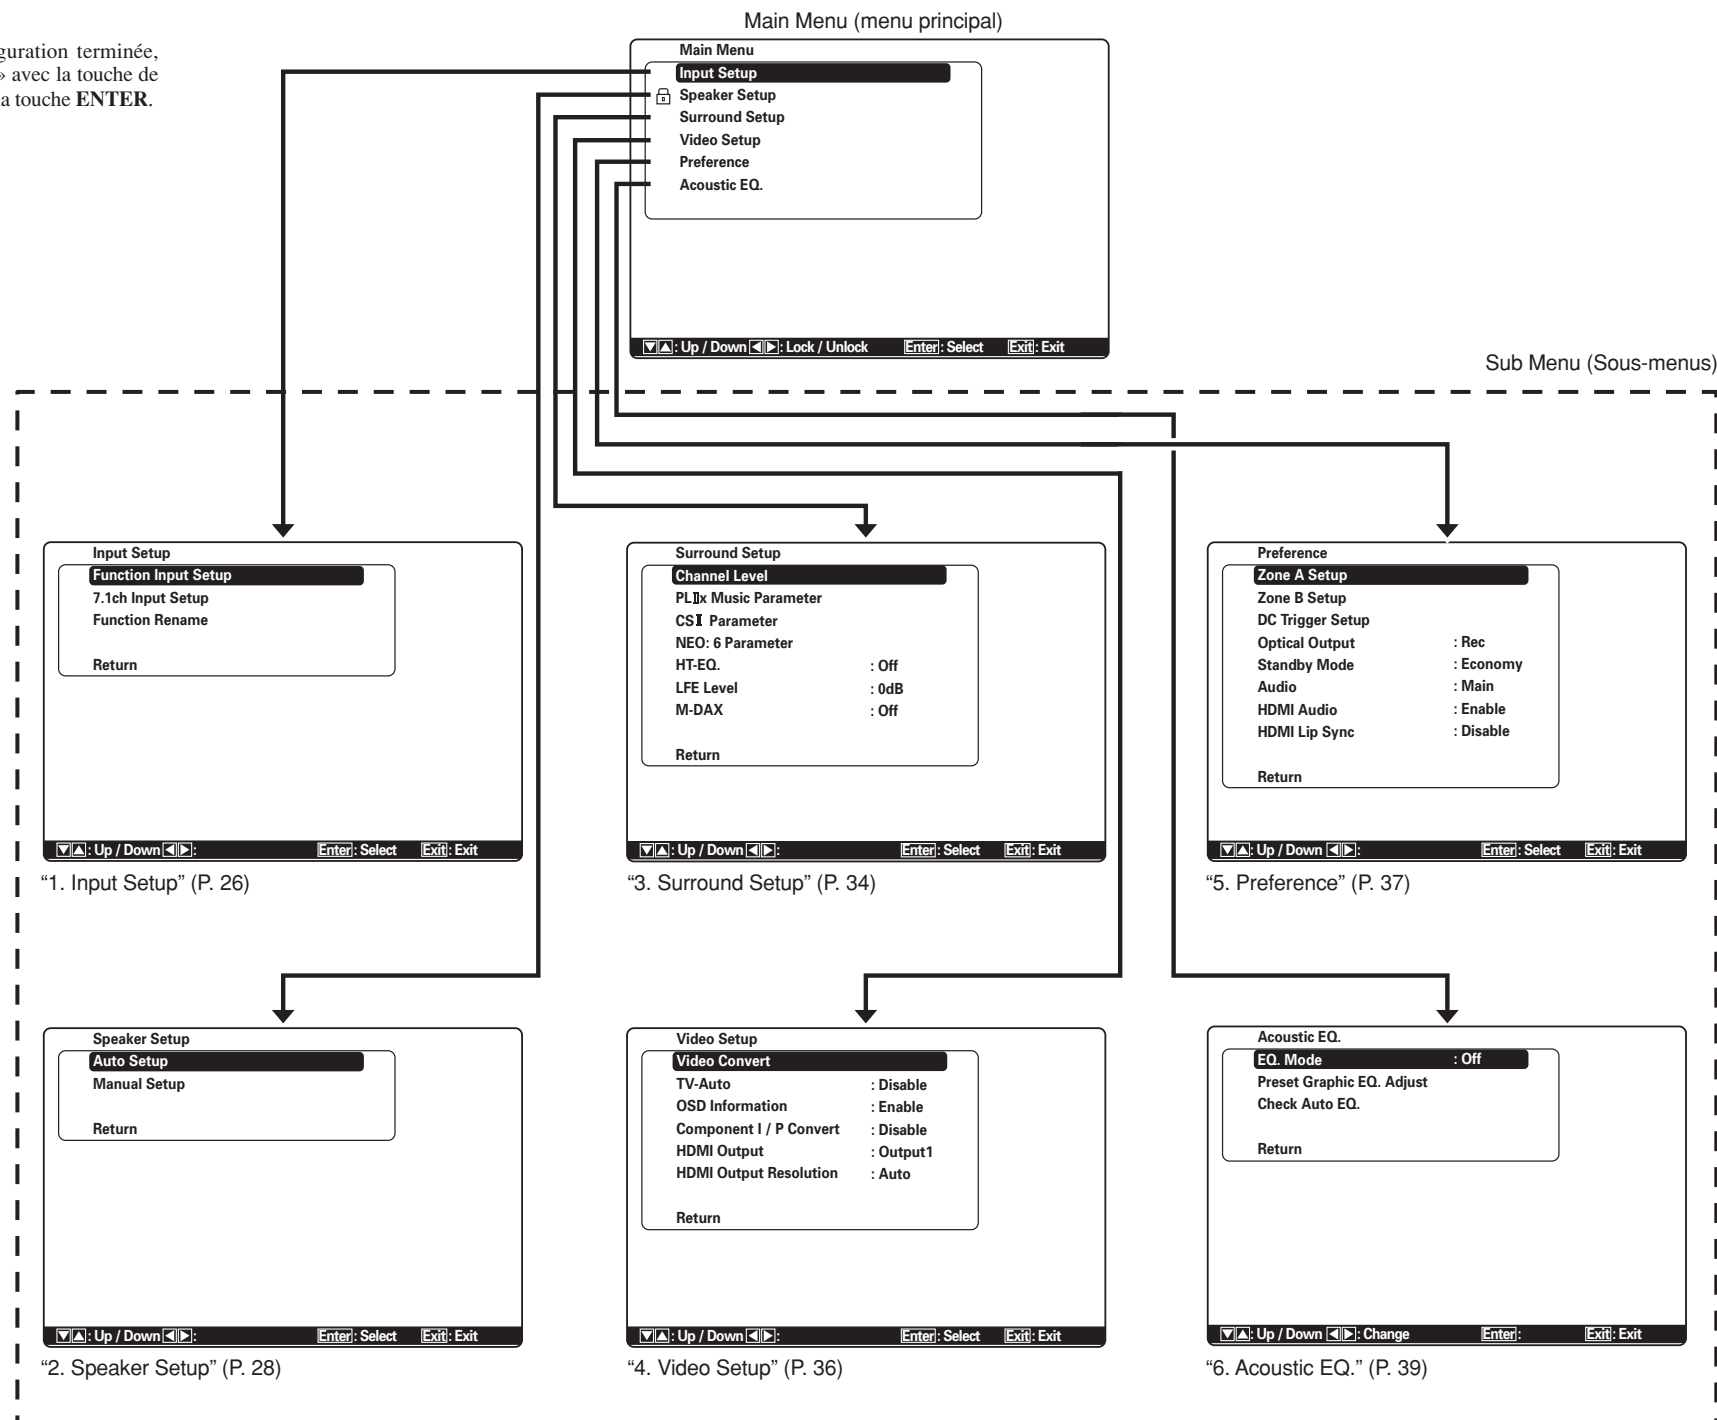 Main Menu (menu principal)
guration terminée,
» avec la touche de
a touche ENTER.
Main Menu
Input Setup
Speaker Setup
Surround Setup
Video Setup
Preference
Acoustic EQ.
▼▲: Up / Down ◀▶: Lock / Unlock Enter: Select Exit: Exit
Sub Menu (Sous-menus)
Input Setup
Function Input Setup
7.1ch Input Setup
Function Rename
Return
▼▲: Up / Down ◀▶: Enter: Select Exit: Exit
“1. Input Setup” (P. 26)
Surround Setup
Channel Level
PLⅡx Music Parameter
CSⅡ Parameter
NEO: 6 Parameter
HT-EQ. : Off
LFE Level : 0dB
M-DAX : Off
Return
▼▲: Up / Down ◀▶: Enter: Select Exit: Exit
“3. Surround Setup” (P. 34)
Preference
Zone A Setup
Zone B Setup
DC Trigger Setup
Optical Output : Rec
Standby Mode : Economy
Audio : Main
HDMI Audio : Enable
HDMI Lip Sync : Disable
Return
▼▲: Up / Down ◀▶: Enter: Select Exit: Exit
“5. Preference” (P. 37)
Speaker Setup
Auto Setup
Manual Setup
Return
▼▲: Up / Down ◀▶: Enter: Select Exit: Exit
“2. Speaker Setup” (P. 28)
Video Setup
Video Convert
TV-Auto : Disable
OSD Information : Enable
Component I / P Convert : Disable
HDMI Output : Output1
HDMI Output Resolution : Auto
Return
▼▲: Up / Down ◀▶: Enter: Select Exit: Exit
“4. Video Setup” (P. 36)
Acoustic EQ.
EQ. Mode : Off
Preset Graphic EQ. Adjust
Check Auto EQ.
Return
▼▲: Up / Down ◀▶: Change Enter: Exit: Exit
“6. Acoustic EQ.” (P. 39)